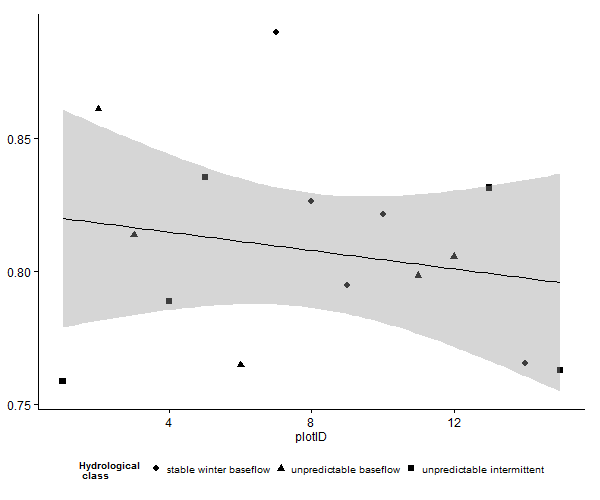 0.85
0.80
0.75
4 8 12
plotID
Hydrological
class
stable winter baseflow unpredictable baseflow unpredictable intermittent